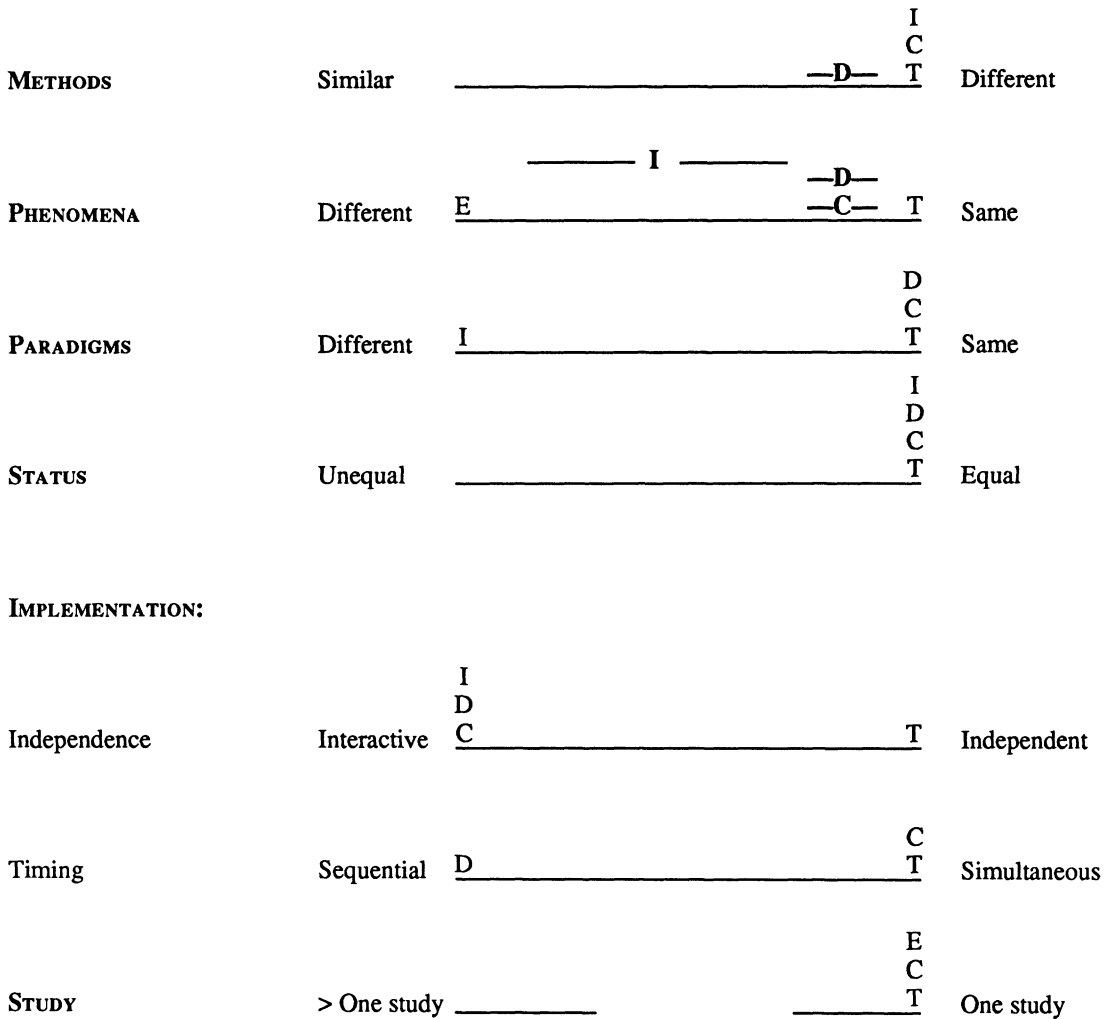 I
C
METHODS Similar —D— T Different
—— I ——
—D—
PHENOMENA Different E —C— T Same
D
C
PARADIGMS Different I T Same
I
D
C
STATUS Unequal T Equal
IMPLEMENTATION:
I
D
Independence Interactive C T Independent
C
Timing Sequential D T Simultaneous
E
C
STUDY > One study T One study